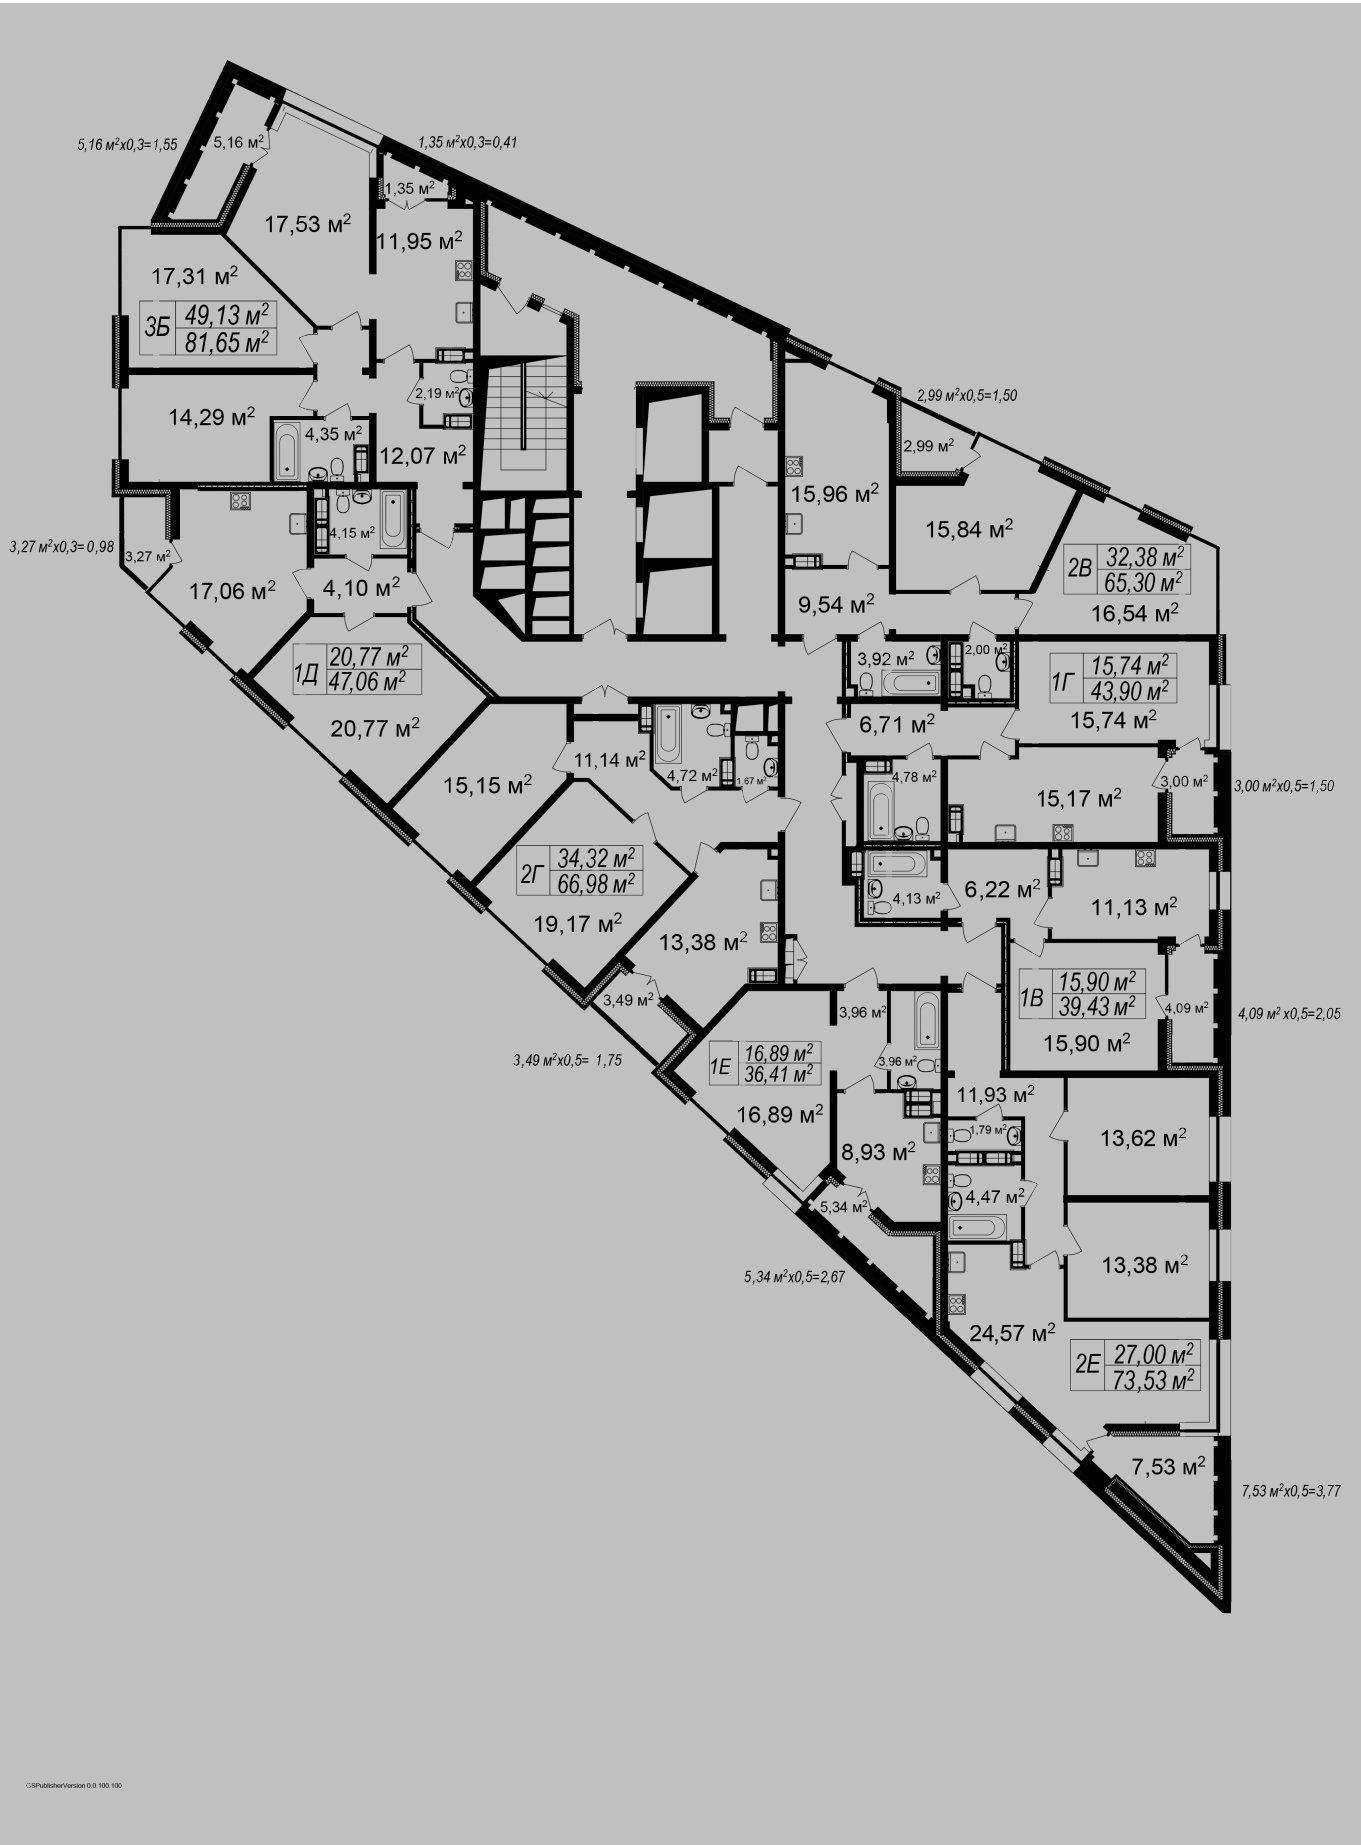 5,16 м²х0,3=1,55
5,16 м²
1,35 м²х0,3=0,41
1,35 м²
17,53 м²
11,95 м²
17,31 м²
3Б
49,13 м²
81,65 м²
14,29 м²
4,35 м²
2,19 м²
12,07 м²
2,99 м²х0,5=1,50
2,99 м²
15,96 м²
15,84 м²
3,27 м²х0,3= 0,98
3,27 м²
4,15 м²
17,06 м²
4,10 м²
2В
32,38 м²
65,30 м²
9,54 м²
16,54 м²
1Д
20,77 м²
47,06 м²
20,77 м²
3,92 м²
2,00 м²
1Г
15,74 м²
43,90 м²
15,74 м²
6,71 м²
11,14 м²
4,72 м²
1,67 м²
15,15 м²
4,78 м²
15,17 м²
3,00 м²
3,00 м²х0,5=1,50
2Г
34,32 м²
66,98 м²
19,17 м²
13,38 м²
4,13 м²
6,22 м²
11,13 м²
3,49 м²
3,49 м²х0,5= 1,75
1В
15,90 м²
39,43 м²
15,90 м²
4,09 м²
4,09 м² х0,5=2,05
3,96 м²
3,96 м²
1Е
16,89 м²
36,41 м²
16,89 м²
8,93 м²
11,93 м²
1,79 м²
13,62 м²
4,47 м²
5,34 м²
5,34 м²х0,5=2,67
13,38 м²
24,57 м²
2Е
27,00 м²
73,53 м²
7,53 м²
7,53 м²х0,5=3,77
GSPublisherVersion 0.0.100.100